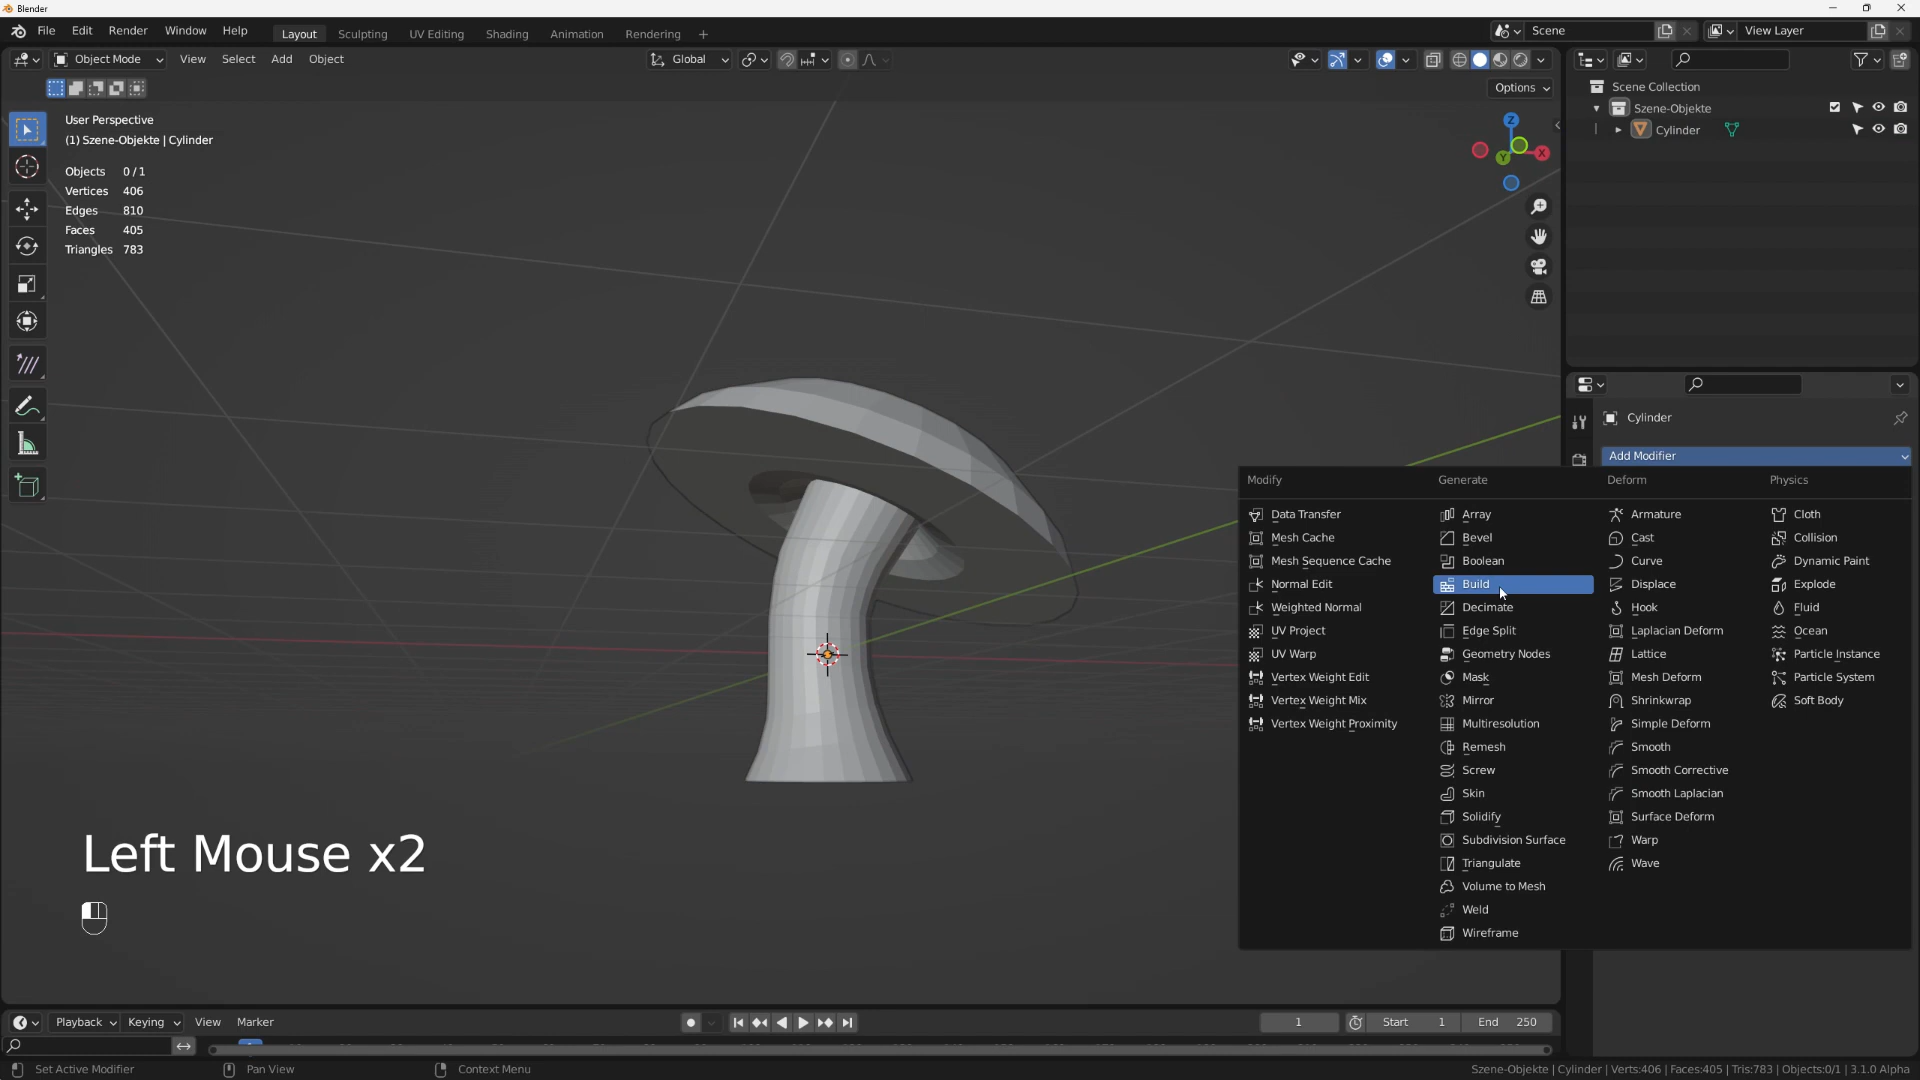 Blender
File Edit Render Window Help Layout Sculpting UV Editing Shading Animation Rendering + Scene View Layer
Object Mode View Select Add Object Global
Options
User Perspective
(1) Szene-Objekte | Cylinder
Objects 0/1
Vertices 406
Edges 810
Faces 405
Triangles 783
Z
X
Y
Scene Collection
Szene-Objekte
Cylinder
Cylinder
Add Modifier
Modify Generate Deform Physics
Data Transfer Array Armature Cloth
Mesh Cache Bevel Cast Collision
Mesh Sequence Cache Boolean Curve Dynamic Paint
Normal Edit Build Displace Explode
Weighted Normal Decimate Hook Fluid
UV Project Edge Split Laplacian Deform Ocean
UV Warp Geometry Nodes Lattice Particle Instance
Vertex Weight Edit Mask Mesh Deform Particle System
Vertex Weight Mix Mirror Shrinkwrap Soft Body
Vertex Weight Proximity Multiresolution Simple Deform
Remesh Smooth
Screw Smooth Corrective
Skin Smooth Laplacian
Solidify Surface Deform
Subdivision Surface Warp
Triangulate Wave
Volume to Mesh
Weld
Wireframe
Left Mouse x2
Playback Keying View Marker 1 Start 1 End 250
Set Active Modifier Pan View Context Menu Szene-Objekte | Cylinder | Verts:406 | Faces:405 | Tris:783 | Objects:0/1 | 3.1.0 Alpha